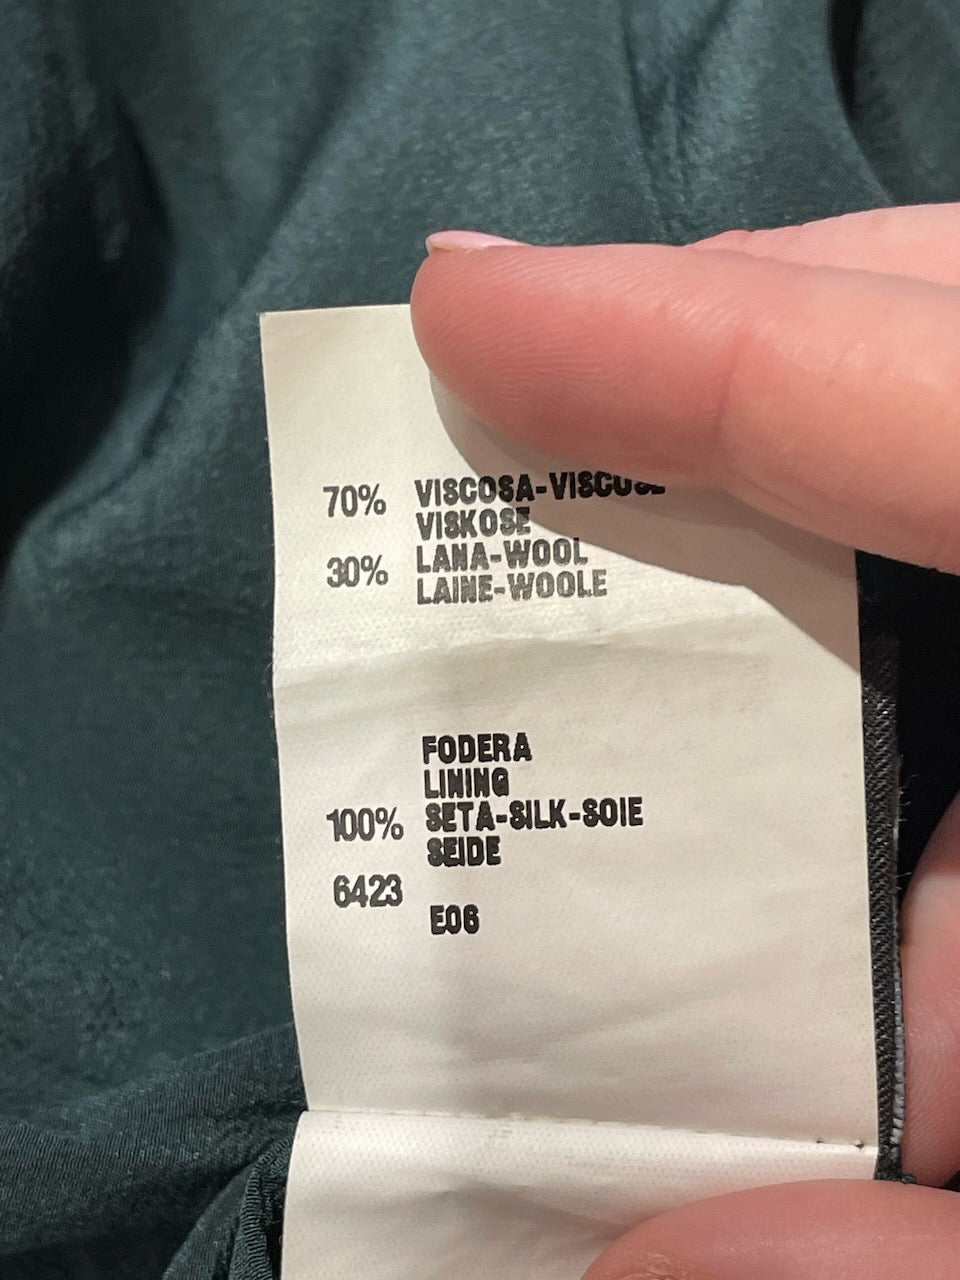 70% VISCOSA-VISCOSE
VISKOSE
30% LANA-WOOL
LAINE-WOOLE
FODERA
LINING
100% SETA-SILK-SOIE
SEIDE
6423
E06